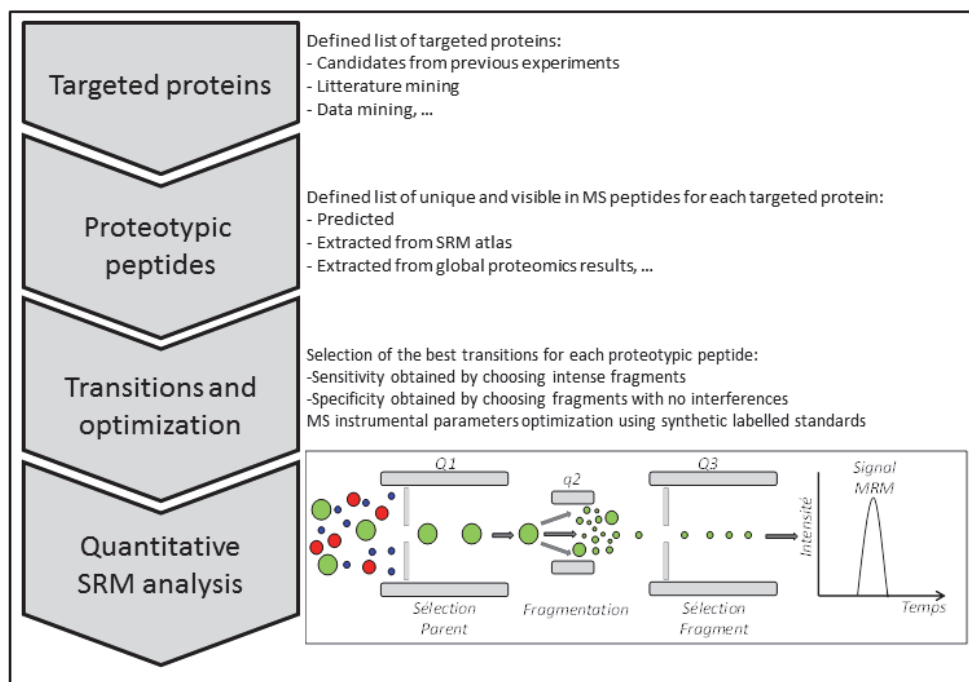 Targeted proteins
Defined list of targeted proteins:
- Candidates from previous experiments
- Litterature mining
- Data mining, ...
Proteotypic
peptides
Defined list of unique and visible in MS peptides for each targeted protein:
- Predicted
- Extracted from SRM atlas
- Extracted from global proteomics results, ...
Transitions and
optimization
Selection of the best transitions for each proteotypic peptide:
-Sensitivity obtained by choosing intense fragments
-Specificity obtained by choosing fragments with no interferences
MS instrumental parameters optimization using synthetic labelled standards
Quantitative
SRM analysis
Q1
q2
Q3
Signal
MRM
Intensité
Temps
Sélection
Parent
Fragmentation
Sélection
Fragment